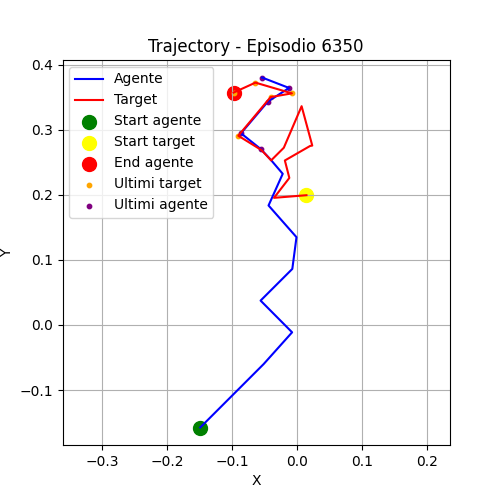 Trajectory - Episodio 6350
Agente
Target
Start agente
Start target
End agente
Ultimi target
Ultimi agente
0.4
0.3
0.2
0.1
0.0
−0.1
Y
−0.3
−0.2
−0.1
0.0
0.1
0.2
X